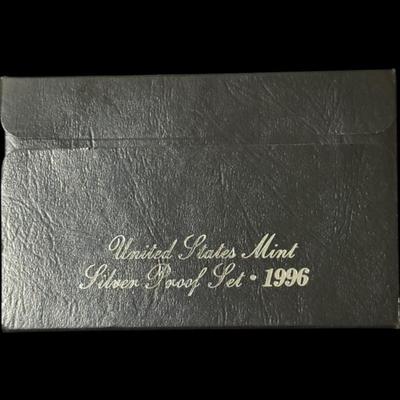 United States Mint
Silver Proof Set • 1996